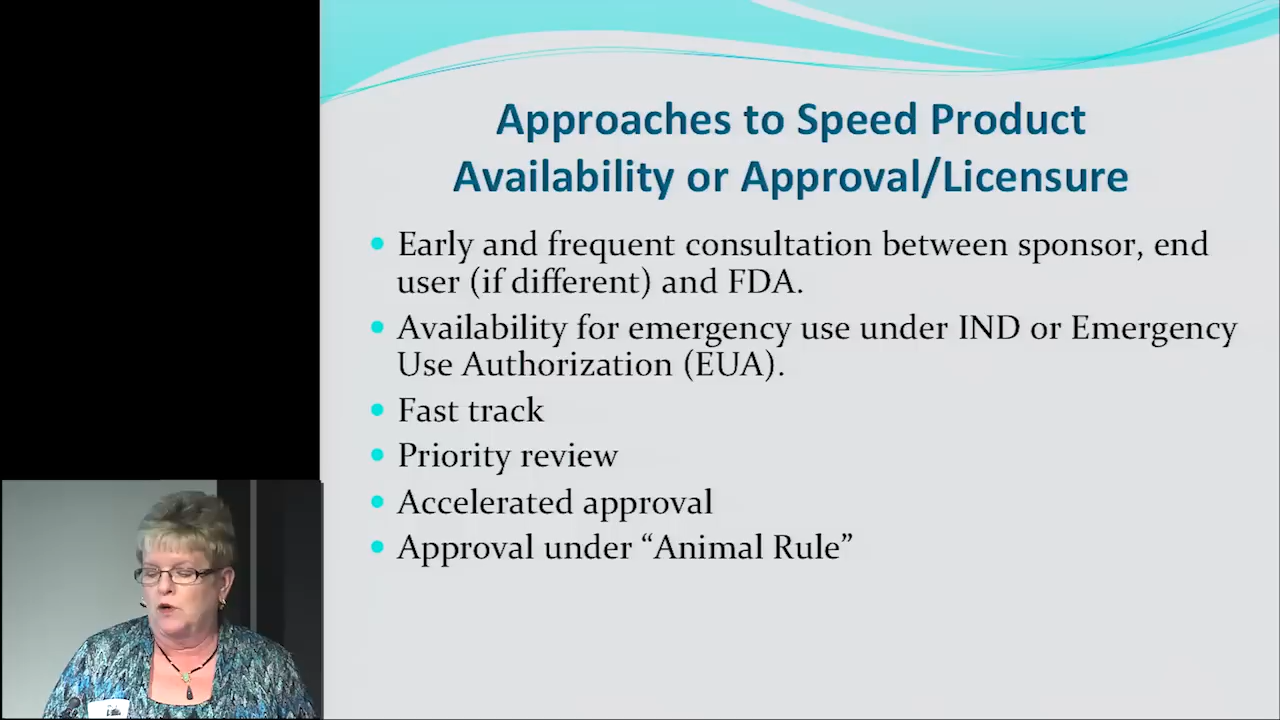 Approaches to Speed Product
Availability or Approval/Licensure
• Early and frequent consultation between sponsor, end
user (if different) and FDA.
• Availability for emergency use under IND or Emergency
Use Authorization (EUA).
• Fast track
• Priority review
• Accelerated approval
• Approval under “Animal Rule”